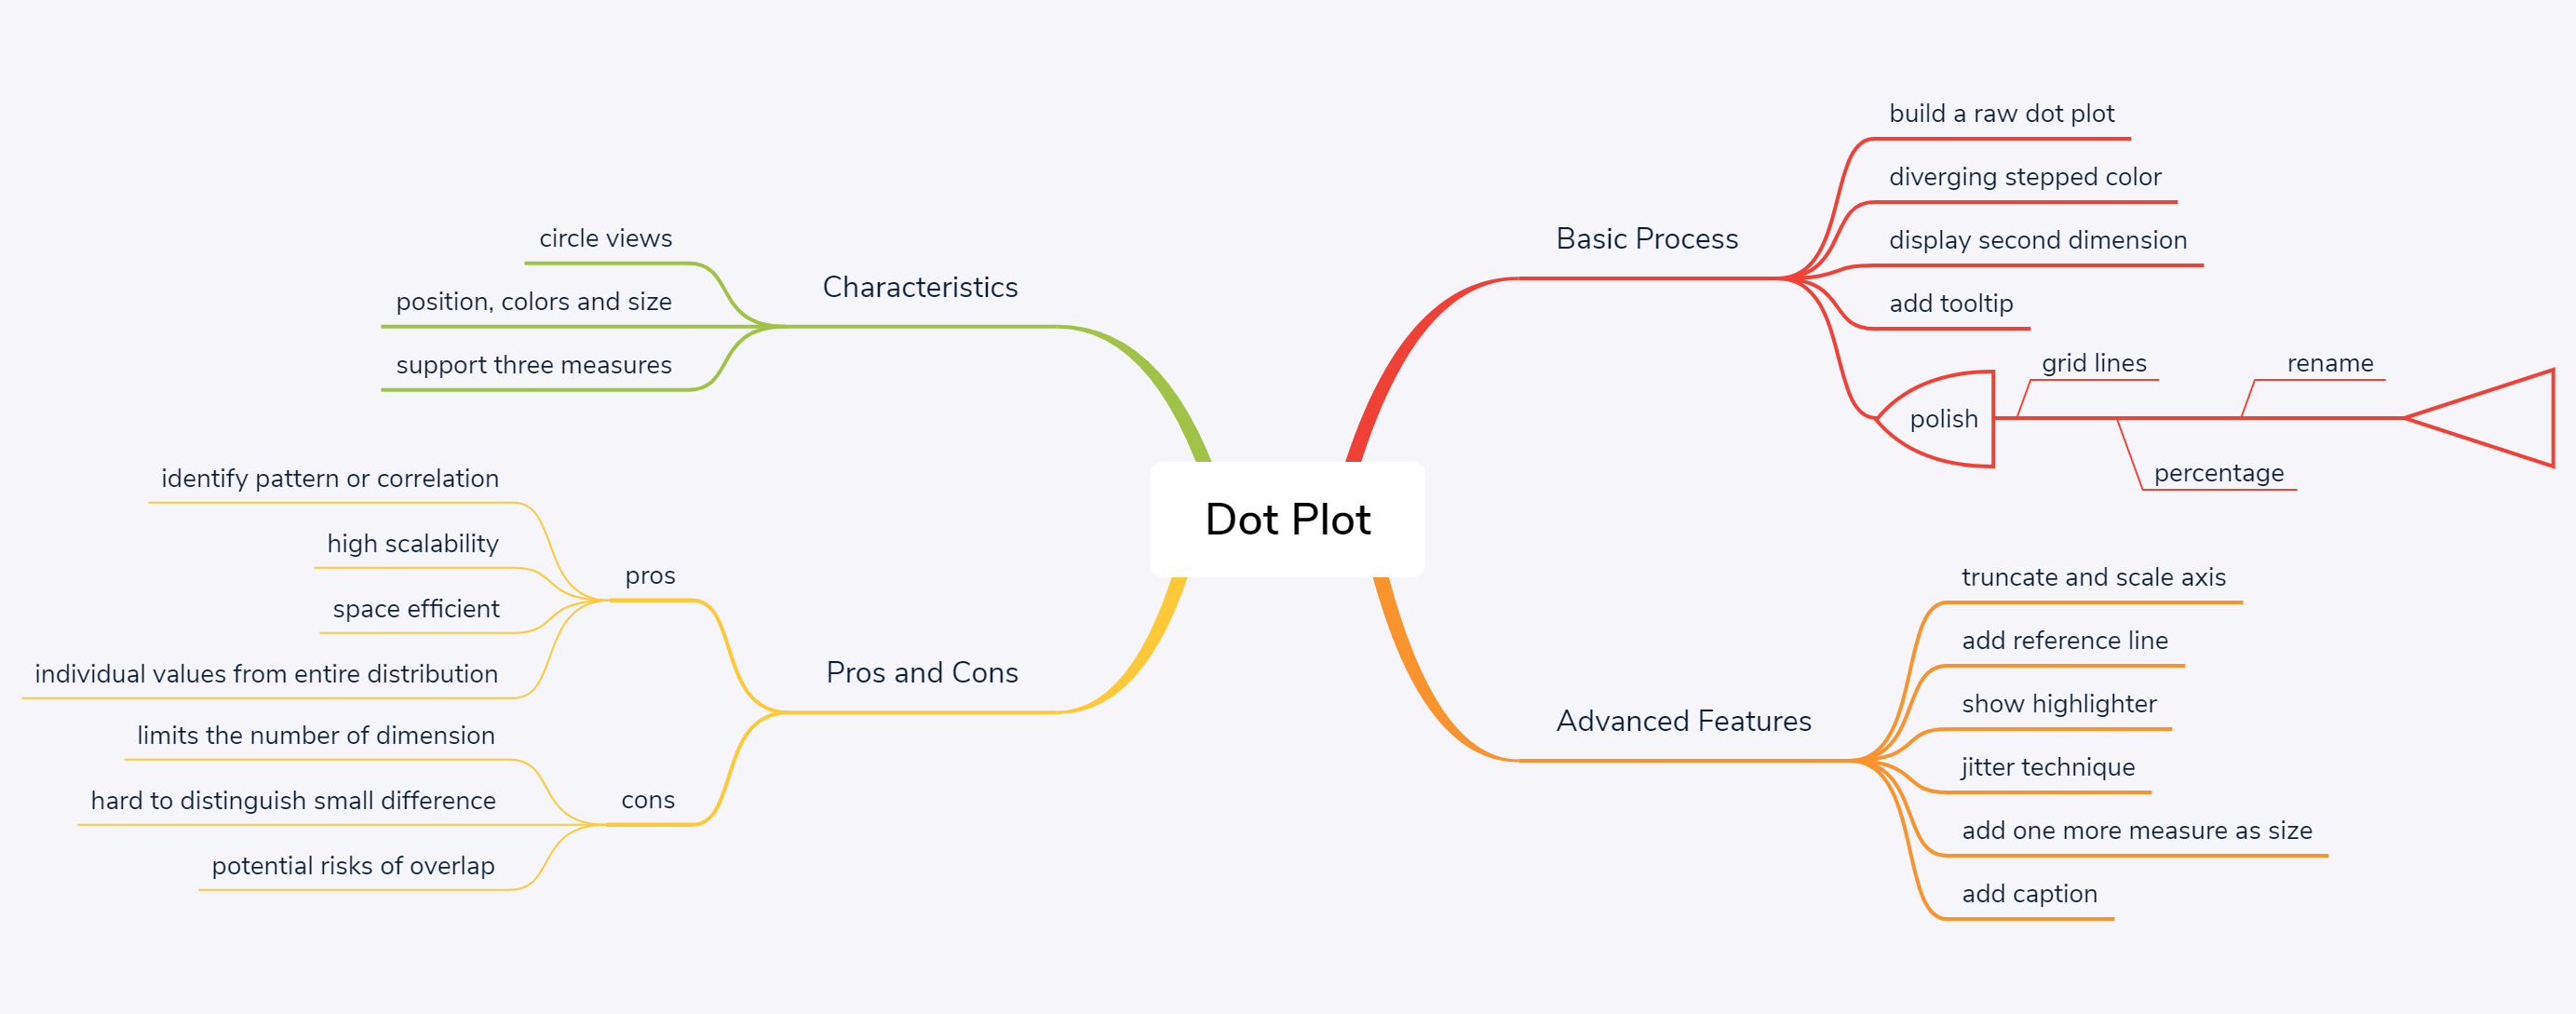 Dot Plot
Basic Process
build a raw dot plot
diverging stepped color
display second dimension
add tooltip
polish
grid lines
percentage
rename
Advanced Features
truncate and scale axis
add reference line
show highlighter
jitter technique
add one more measure as size
add caption
Characteristics
circle views
position, colors and size
support three measures
Pros and Cons
pros
identify pattern or correlation
high scalability
space efficient
individual values from entire distribution
cons
limits the number of dimension
hard to distinguish small difference
potential risks of overlap